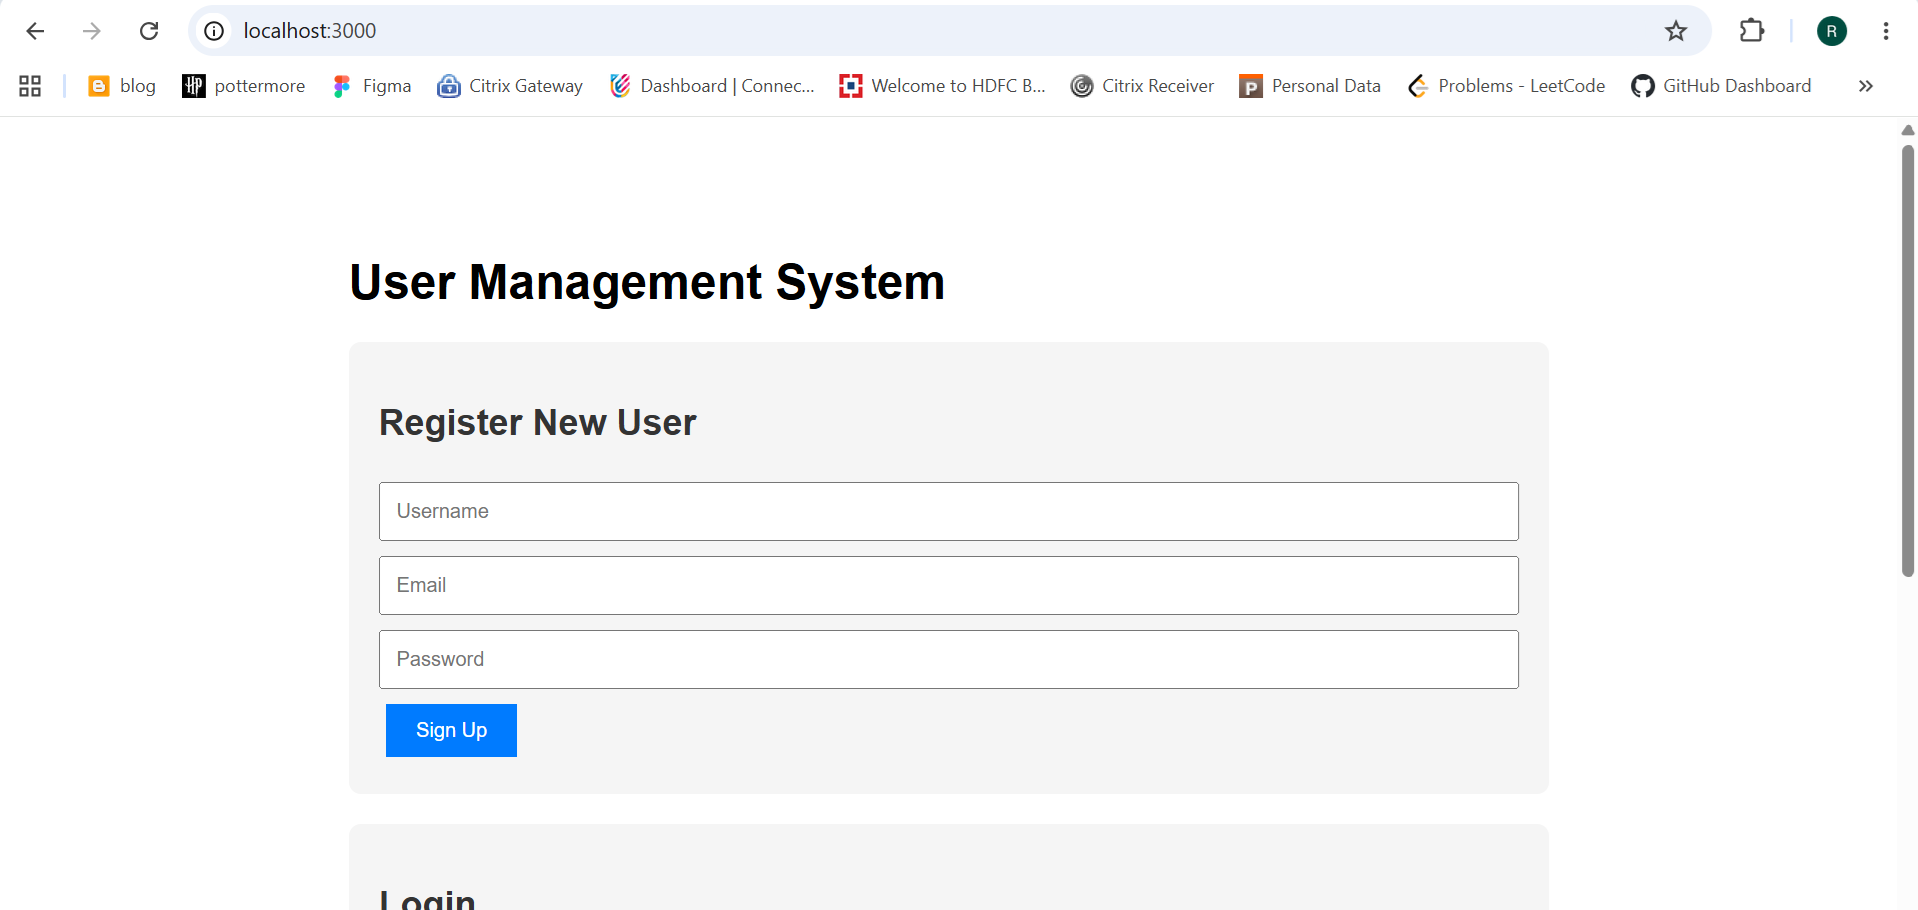 localhost:3000
R
blog
pottermore
Figma
Citrix Gateway
Dashboard | Connec...
Welcome to HDFC B...
Citrix Receiver
Personal Data
Problems - LeetCode
GitHub Dashboard
User Management System
Register New User
Username
Email
Password
Sign Up
Login